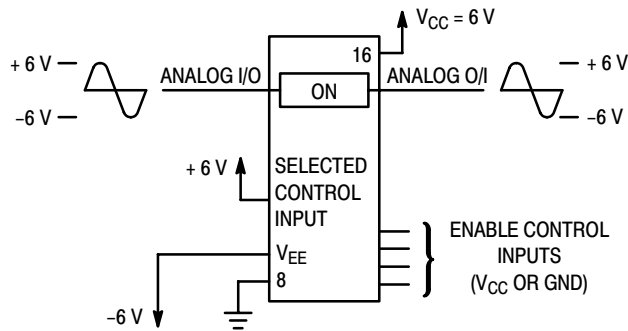 V_CC = 6 V
16
+ 6 V
ANALOG I/O
ON
ANALOG O/I
+ 6 V
−6 V
−6 V
+ 6 V
SELECTED
CONTROL
INPUT
V_EE
8
−6 V
ENABLE CONTROL
INPUTS
(V_CC OR GND)